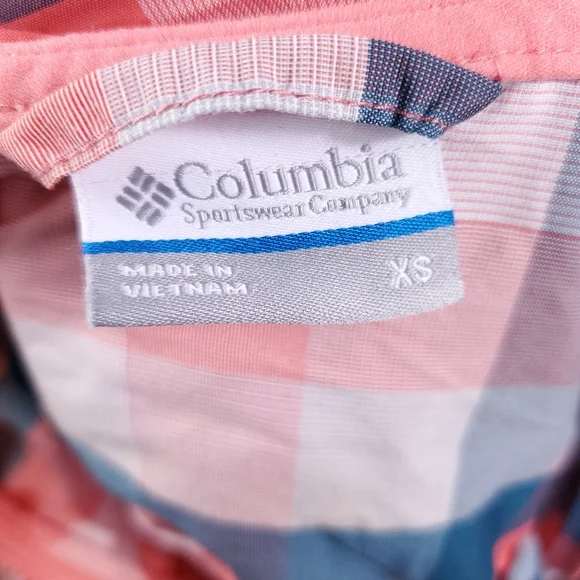 Columbia
Sportswear Company
MADE IN
VIETNAM
XS